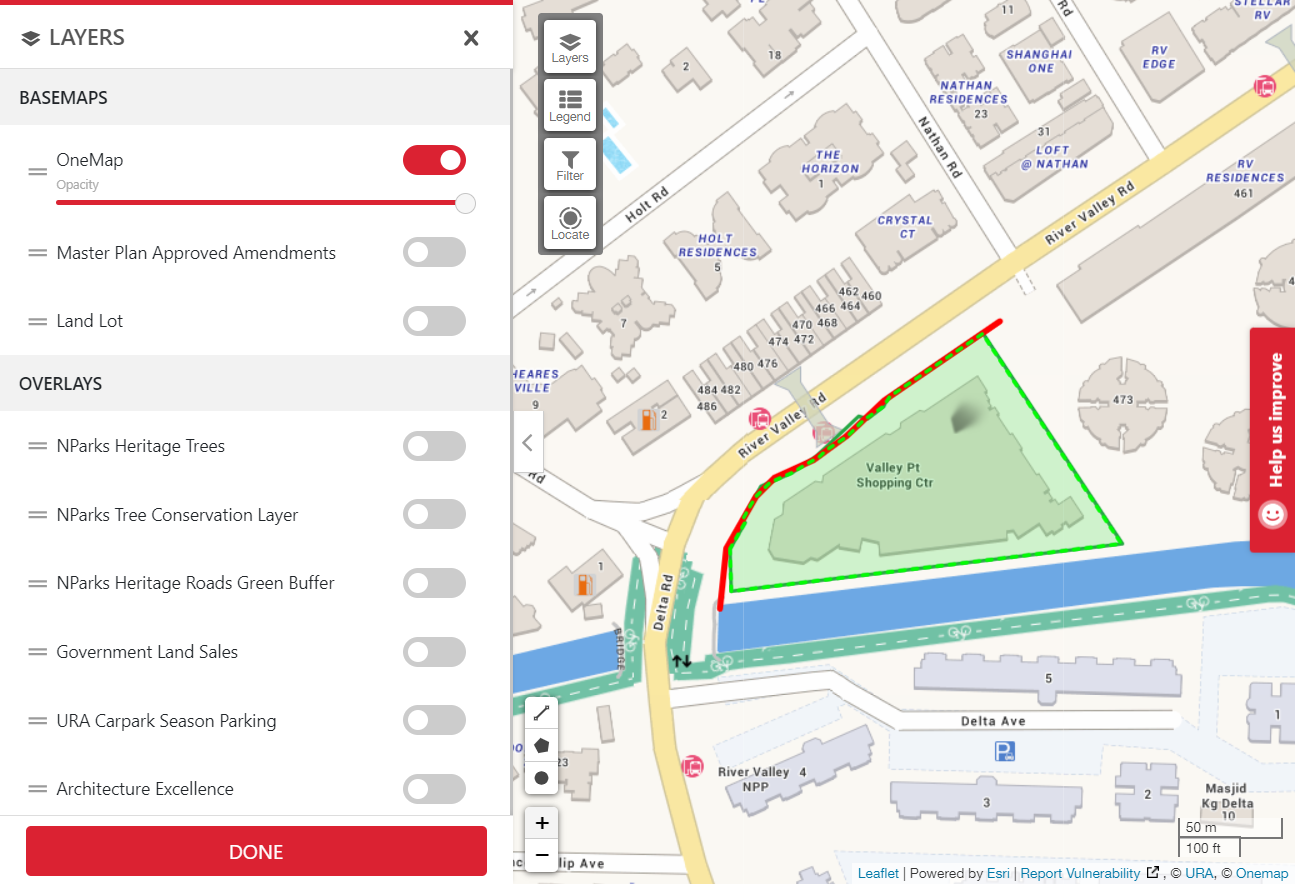 LAYERS
BASEMAPS
OneMap
Opacity
Master Plan Approved Amendments
Land Lot
OVERLAYS
NParks Heritage Trees
NParks Tree Conservation Layer
NParks Heritage Roads Green Buffer
Government Land Sales
URA Carpark Season Parking
Architecture Excellence
DONE
Layers
Legend
Filter
Locate
11
Rd
STELLAR
RV
18
2
SHANGHAI
ONE
RV
EDGE
NATHAN
RESIDENCES
23
Nathan Rd
31
LOFT
@ NATHAN
THE
HORIZON
1
RV
RESIDENCES
461
River Valley Rd
Holt Rd
CRYSTAL
CT
HOLT
RESIDENCES
5
462 460
466 464
470 468
474 472
480 476
484 482
486
7
4
HEARES
VILLE
9
2
River Valley Rd
473
Help us improve
Valley Pt
Shopping Ctr
Rd
1
Delta Rd
BRIDGE
5
Delta Ave
1
23
River Valley
NPP
4
3
2
Masjid
Kg Delta
10
50 m
100 ft
+
−
lip Ave
Leaflet | Powered by Esri | Report Vulnerability , © URA, © Onemap